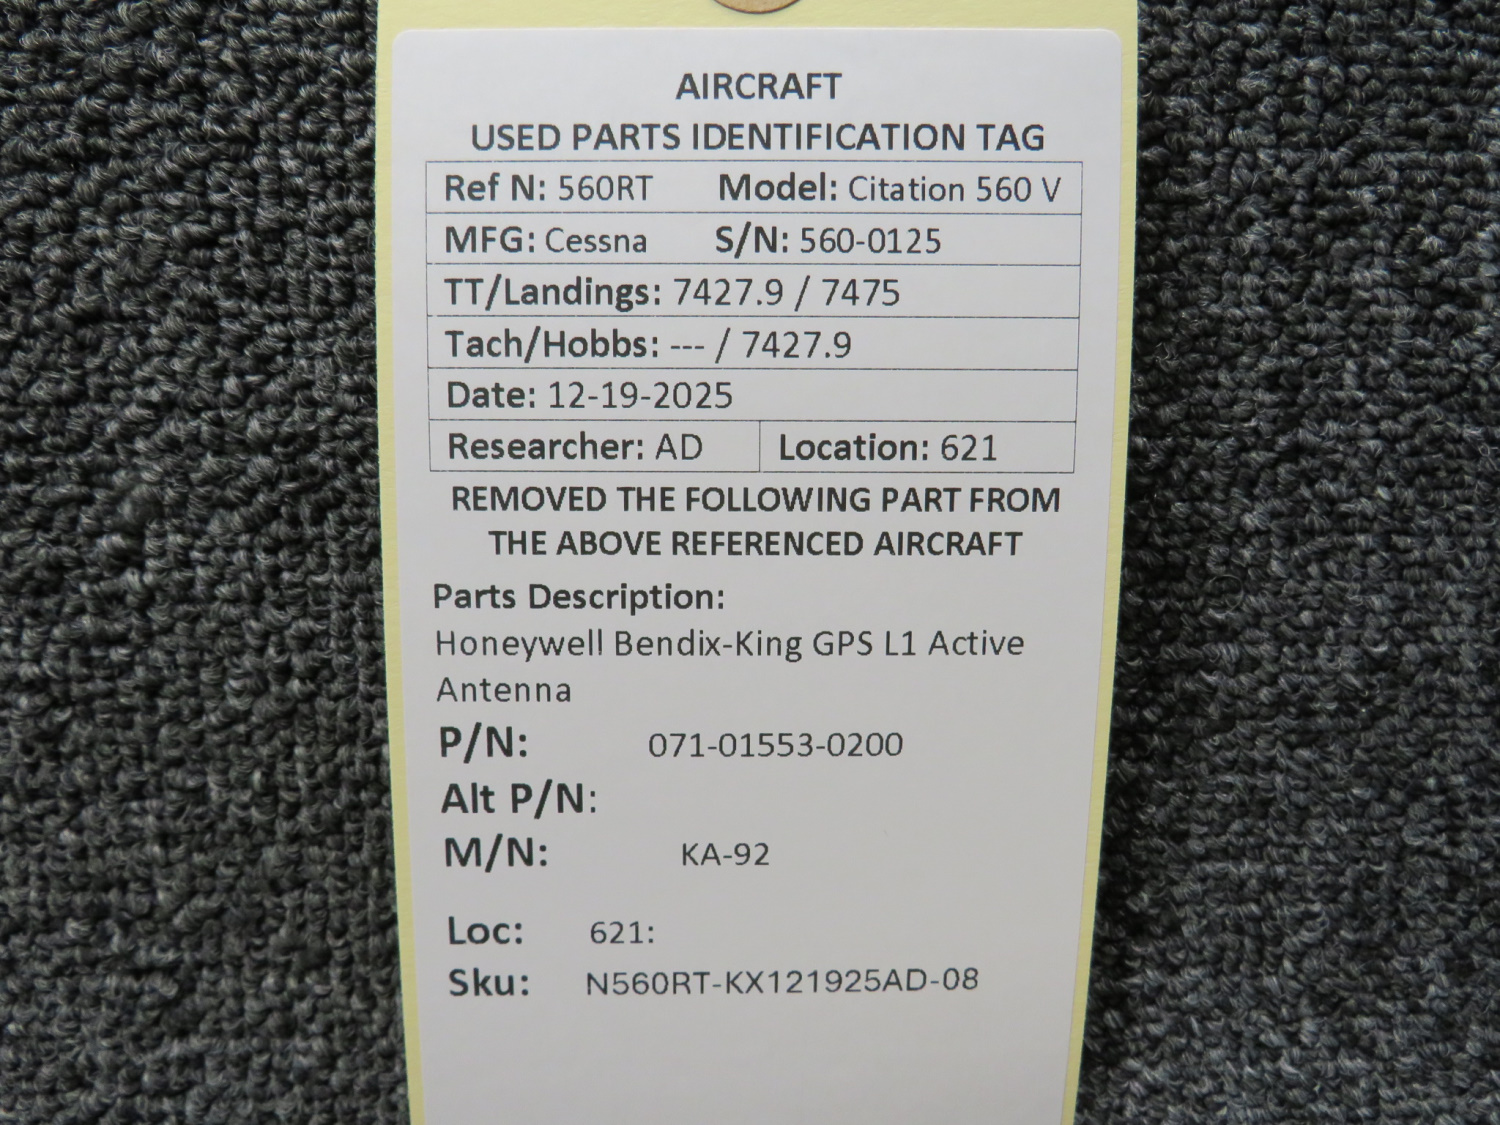 AIRCRAFT
USED PARTS IDENTIFICATION TAG
Ref N: 560RT Model: Citation 560 V
MFG: Cessna S/N: 560-0125
TT/Landings: 7427.9 / 7475
Tach/Hobbs: --- / 7427.9
Date: 12-19-2025
Researcher: AD Location: 621
REMOVED THE FOLLOWING PART FROM
THE ABOVE REFERENCED AIRCRAFT
Parts Description:
Honeywell Bendix-King GPS L1 Active
Antenna
P/N: 071-01553-0200
Alt P/N:
M/N: KA-92
Loc: 621:
Sku: N560RT-KX121925AD-08